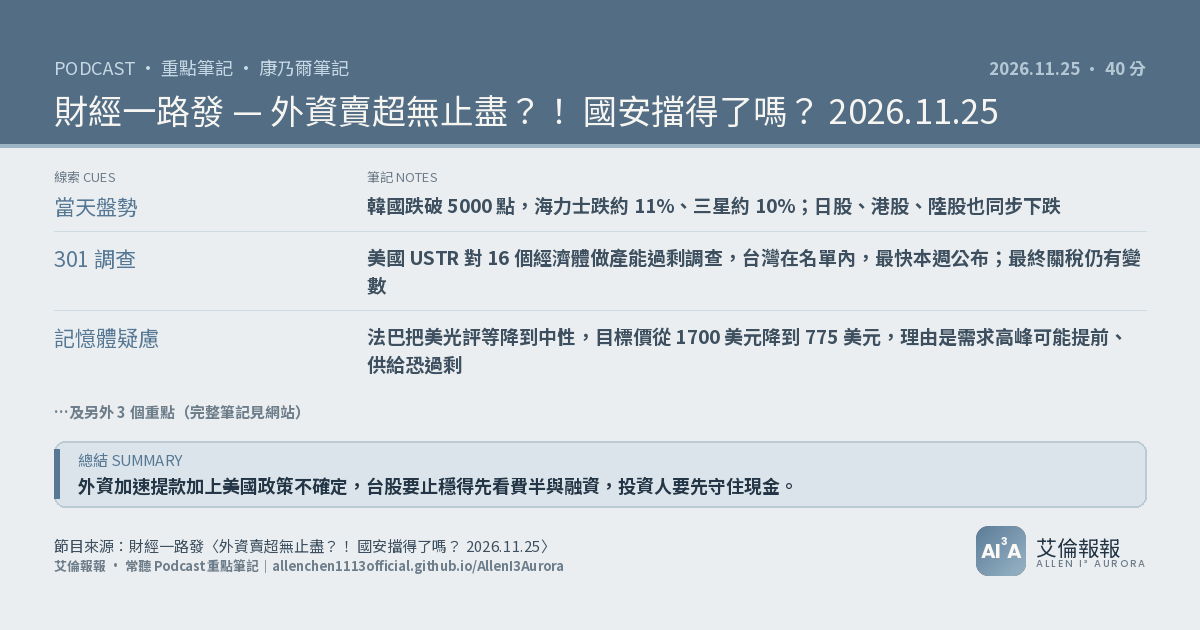 PODCAST • 重點筆記 • 康乃爾筆記
2026.11.25 • 40 分
財經一路發 — 外資賣超無止盡？！ 國安擋得了嗎？ 2026.11.25
線索 CUES
筆記 NOTES
當天盤勢
韓國跌破 5000 點，海力士跌約 11%、三星約 10%；日股、港股、陸股也同步下跌
301 調查
美國 USTR 對 16 個經濟體做產能過剩調查，台灣在名單內，最快本週公布；最終關稅仍有變
數
記憶體疑慮
法巴把美光評等降到中性，目標價從 1700 美元降到 775 美元，理由是需求高峰可能提前、
供給恐過剩
…及另外 3 個重點（完整筆記見網站）
總結 SUMMARY
外資加速提款加上美國政策不確定，台股要止穩得先看費半與融資，投資人要先守住現金。
節目來源：財經一路發〈外資賣超無止盡？！ 國安擋得了嗎？ 2026.11.25〉
艾倫報報 • 常聽 Podcast 重點筆記｜allenchen1113official.github.io/AllenI3Aurora
AI³A
艾倫報報
ALLEN I³ AURORA